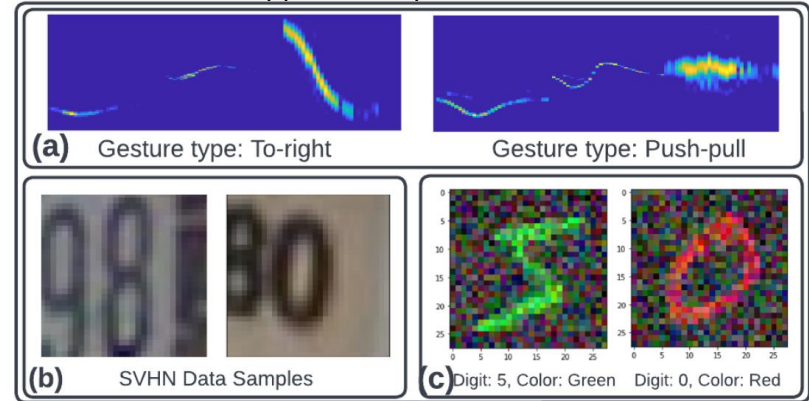 (a) Gesture type: To-right Gesture type: Push-pull
98
80
(b) SVHN Data Samples
0
5
10
15
20
25
0 5 10 15 20 25
0
5
10
15
20
25
0 5 10 15 20 25
(c) Digit: 5, Color: Green Digit: 0, Color: Red